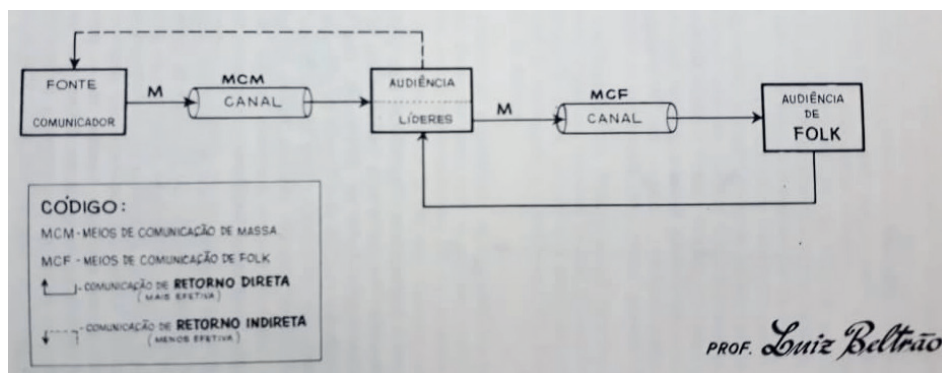 FONTE
COMUNICADOR
M
MCM
CANAL
AUDIÊNCIA
LÍDERES
M
MCF
CANAL
AUDIÊNCIA
DE
FOLK
CÓDIGO:
MCM - MEIOS DE COMUNICAÇÃO DE MASSA
MCF - MEIOS DE COMUNICAÇÃO DE FOLK
- COMUNICAÇÃO DE RETORNO DIRETA
(MAIS EFETIVA)
- COMUNICAÇÃO DE RETORNO INDIRETA
(MENOS EFETIVA)
PROF. Luiz Beltrão